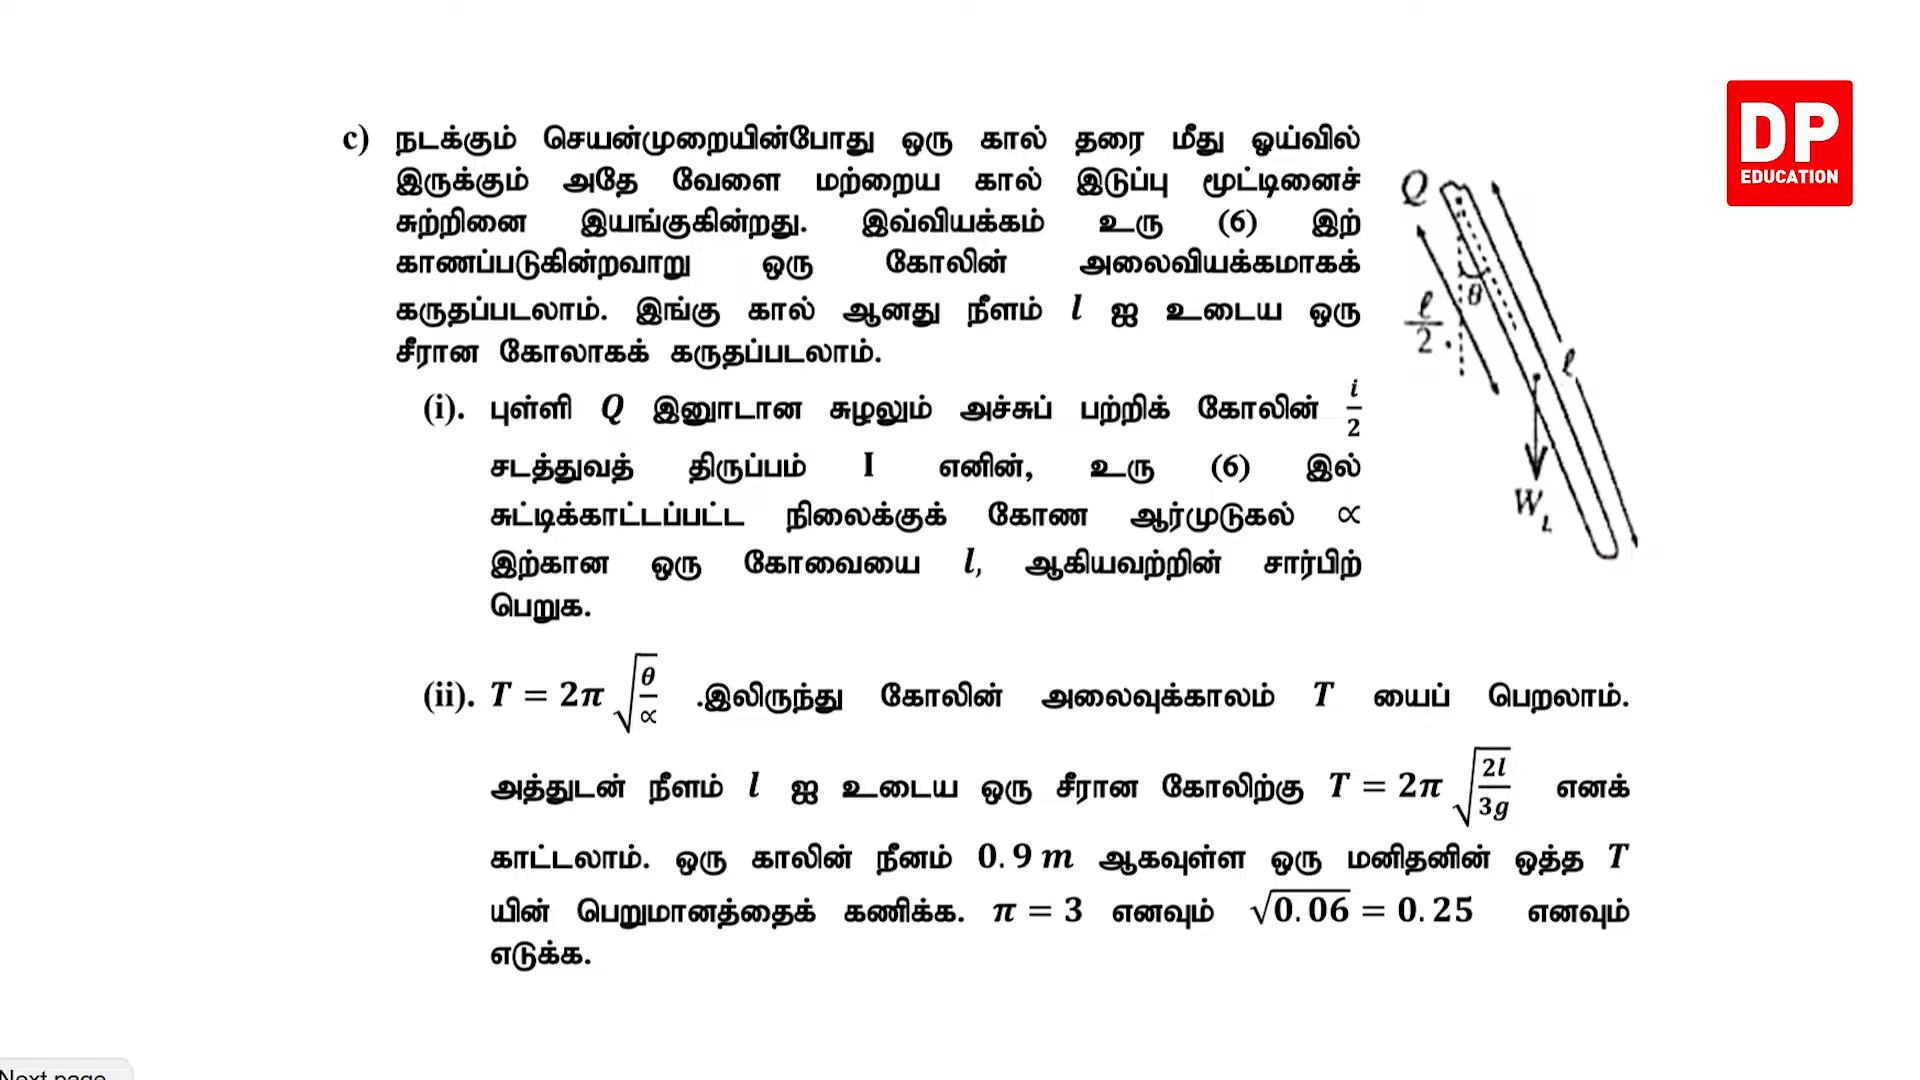 DP
EDUCATION
c) நடக்கும் செயன்முறையின்போது ஒரு கால் தரை மீது ஓய்வில்
இருக்கும் அதே வேளை மற்றைய கால் இடுப்பு மூட்டினைச்
சுற்றினை இயங்குகின்றது. இவ்வியக்கம் உரு (6) இற்
காணப்படுகின்றவாறு ஒரு கோலின் அலைவியக்கமாகக்
கருதப்படலாம். இங்கு கால் ஆனது நீளம் l ஐ உடைய ஒரு
சீரான கோலாகக் கருதப்படலாம்.
Q
θ
ℓ/2
ℓ
W_L
(i). புள்ளி Q இனூடான சுழலும் அச்சுப் பற்றிக் கோலின் i/2
சடத்துவத் திருப்பம் I எனின், உரு (6) இல்
சுட்டிக்காட்டப்பட்ட நிலைக்குக் கோண ஆர்முடுகல் ∝
இற்கான ஒரு கோவையை l, ஆகியவற்றின் சார்பிற்
பெறுக.
(ii). T = 2π √(θ/∝) .இலிருந்து கோலின் அலைவுக்காலம் T யைப் பெறலாம்.
அத்துடன் நீளம் l ஐ உடைய ஒரு சீரான கோலிற்கு T = 2π √(2l/3g) எனக்
காட்டலாம். ஒரு காலின் நீனம் 0.9 m ஆகவுள்ள ஒரு மனிதனின் ஒத்த T
யின் பெறுமானத்தைக் கணிக்க. π = 3 எனவும் √0.06 = 0.25 எனவும்
எடுக்க.
Next page